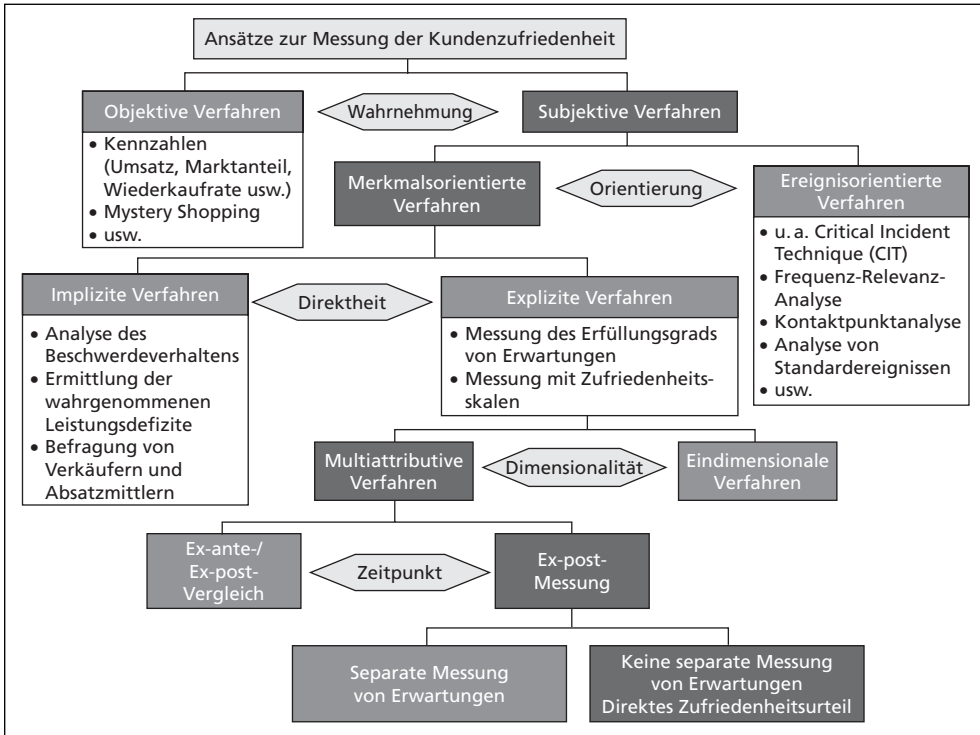 Ansätze zur Messung der Kundenzufriedenheit
Objektive Verfahren
• Kennzahlen
(Umsatz, Marktanteil,
Wiederkaufrate usw.)
• Mystery Shopping
• usw.
Wahrnehmung
Subjektive Verfahren
Merkmalsorientierte
Verfahren
Orientierung
Ereignisorientierte
Verfahren
• u. a. Critical Incident
Technique (CIT)
• Frequenz-Relevanz-
Analyse
• Kontaktpunktanalyse
• Analyse von
Standardereignissen
• usw.
Implizite Verfahren
• Analyse des
Beschwerdeverhaltens
• Ermittlung der
wahrgenommenen
Leistungsdefizite
• Befragung von
Verkäufern und
Absatzmittlern
Direktheit
Explizite Verfahren
• Messung des Erfüllungsgrads
von Erwartungen
• Messung mit Zufriedenheits-
skalen
Multiattributive
Verfahren
Dimensionalität
Eindimensionale
Verfahren
Ex-ante-/
Ex-post-
Vergleich
Zeitpunkt
Ex-post-
Messung
Separate Messung
von Erwartungen
Keine separate Messung
von Erwartungen
Direktes Zufriedenheitsurteil